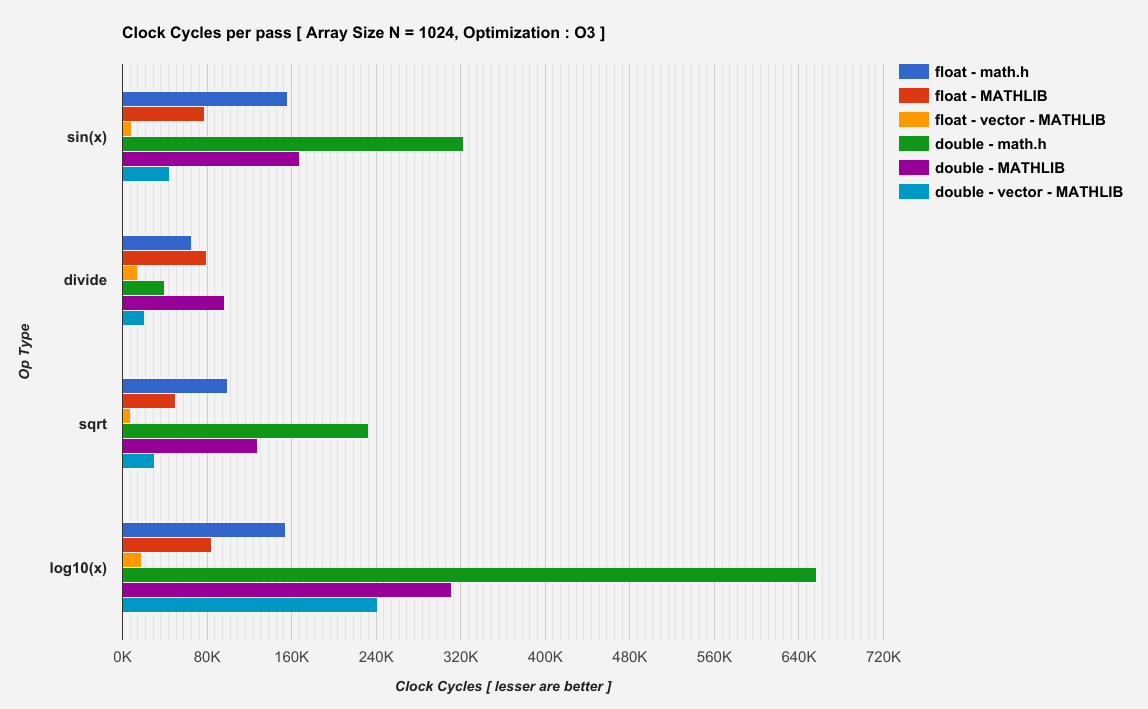 Clock Cycles per pass [ Array Size N = 1024, Optimization : O3 ]
float - math.h
float - MATHLIB
float - vector - MATHLIB
double - math.h
double - MATHLIB
double - vector - MATHLIB
Op Type
sin(x)
divide
sqrt
log10(x)
0K 80K 160K 240K 320K 400K 480K 560K 640K 720K
Clock Cycles [ lesser are better ]